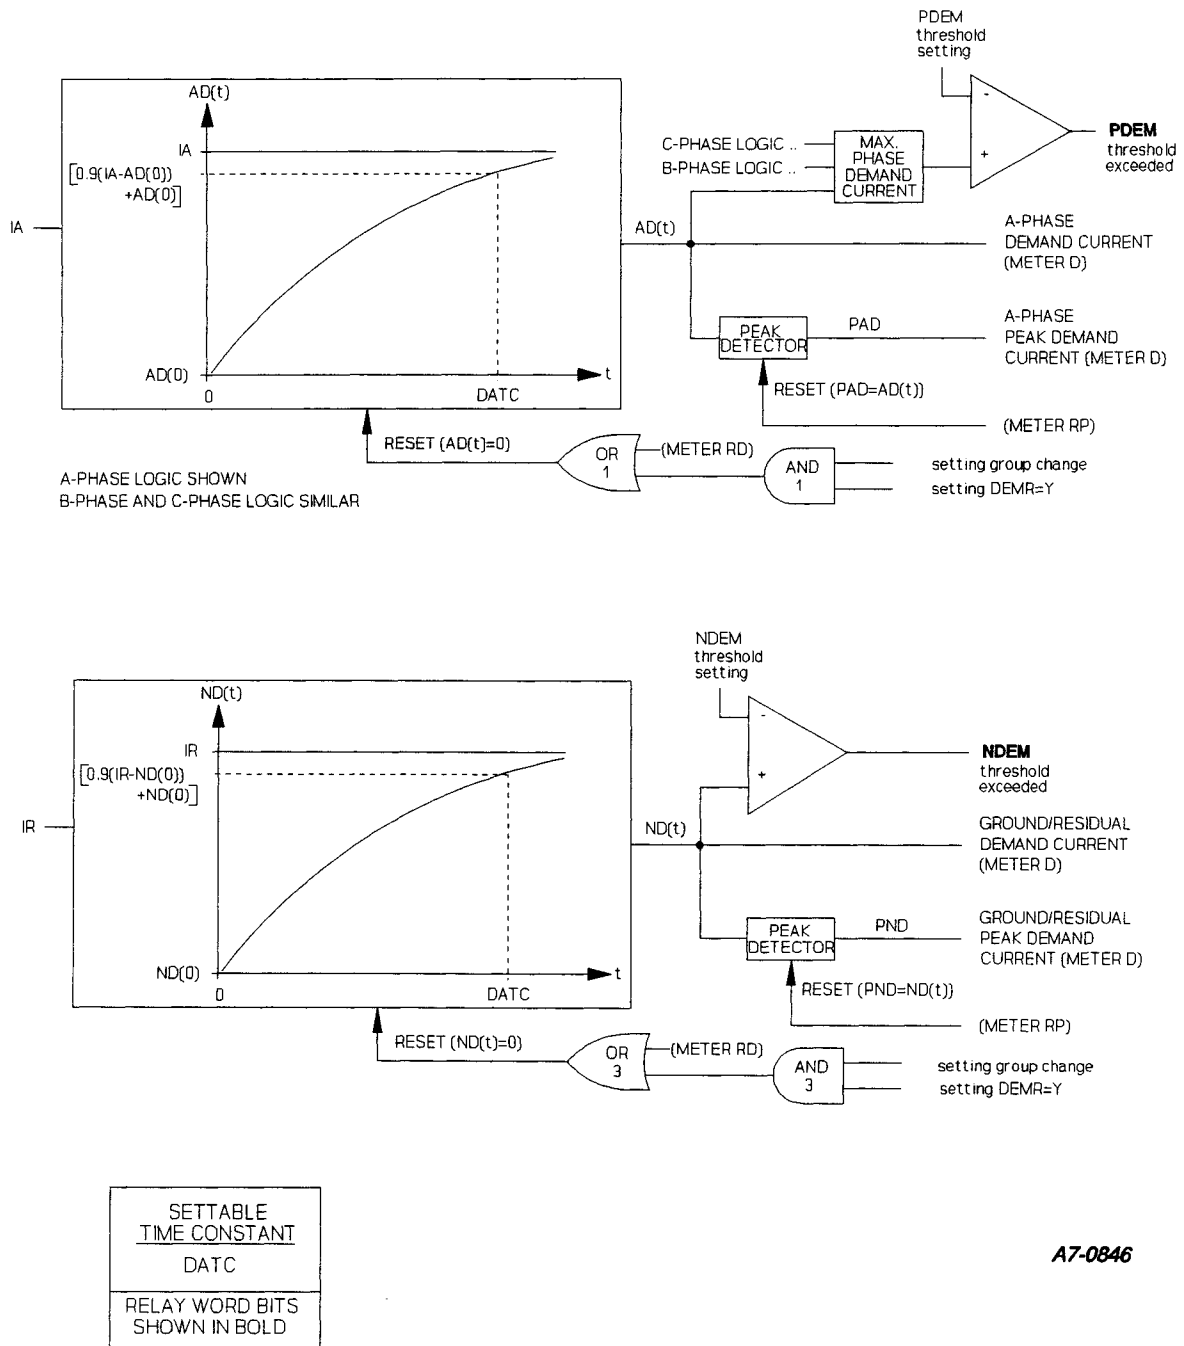 PDEM
threshold
setting
-
+
PDEM
threshold
exceeded
AD(t)
IA
[0.9(IA-AD(0))
+AD(0)]
IA
AD(0)
0
DATC
t
C-PHASE LOGIC ..
B-PHASE LOGIC ..
MAX.
PHASE
DEMAND
CURRENT
AD(t)
A-PHASE
DEMAND CURRENT
(METER D)
PEAK
DETECTOR
PAD
A-PHASE
PEAK DEMAND
CURRENT (METER D)
RESET (PAD=AD(t))
(METER RP)
RESET (AD(t)=0)
OR
1
(METER RD)
AND
1
setting group change
setting DEMR=Y
A-PHASE LOGIC SHOWN
B-PHASE AND C-PHASE LOGIC SIMILAR
NDEM
threshold
setting
-
+
NDEM
threshold
exceeded
ND(t)
IR
[0.9(IR-ND(0))
+ND(0)]
IR
ND(0)
0
DATC
t
ND(t)
GROUND/RESIDUAL
DEMAND CURRENT
(METER D)
PEAK
DETECTOR
PND
GROUND/RESIDUAL
PEAK DEMAND
CURRENT (METER D)
RESET (PND=ND(t))
(METER RP)
RESET (ND(t)=0)
OR
3
(METER RD)
AND
3
setting group change
setting DEMR=Y
SETTABLE
TIME CONSTANT
DATC
RELAY WORD BITS
SHOWN IN BOLD
A7-0846